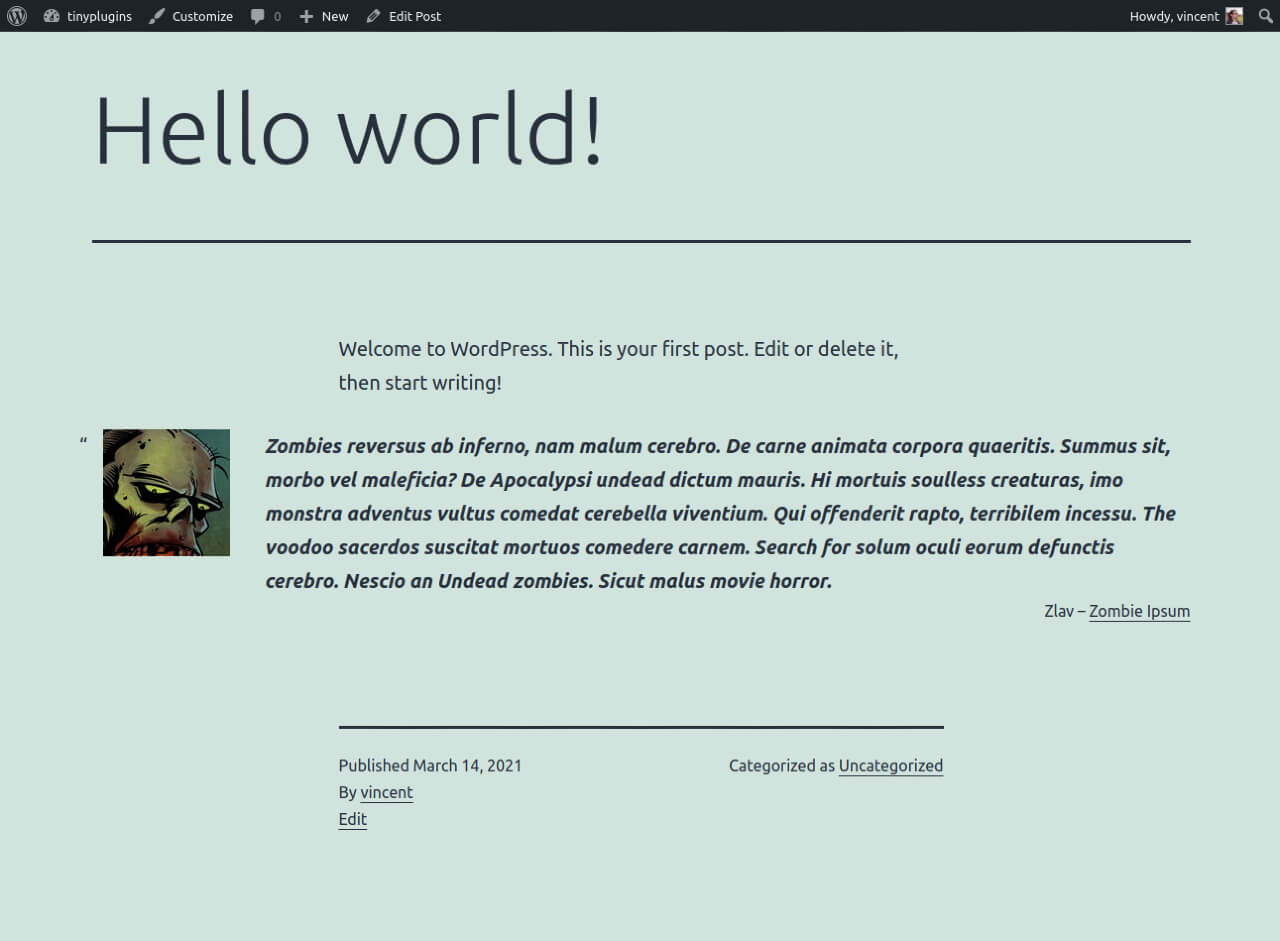 tinyplugins Customize 0 New Edit Post Howdy, vincent
Hello world!
Welcome to WordPress. This is your first post. Edit or delete it,
then start writing!
“
Zombies reversus ab inferno, nam malum cerebro. De carne animata corpora quaeritis. Summus sit,
morbo vel maleficia? De Apocalypsi undead dictum mauris. Hi mortuis soulless creaturas, imo
monstra adventus vultus comedat cerebella viventium. Qui offenderit rapto, terribilem incessu. The
voodoo sacerdos suscitat mortuos comedere carnem. Search for solum oculi eorum defunctis
cerebro. Nescio an Undead zombies. Sicut malus movie horror.
Zlav – Zombie Ipsum
Published March 14, 2021 Categorized as Uncategorized
By vincent
Edit